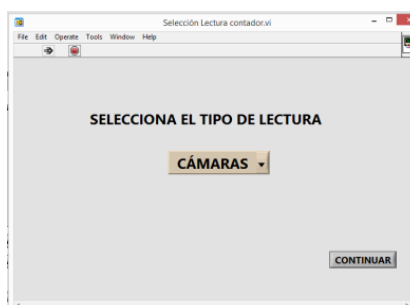 Selección Lectura contador.vi
File Edit Operate Tools Window Help
SELECCIONA EL TIPO DE LECTURA
CÁMARAS
CONTINUAR